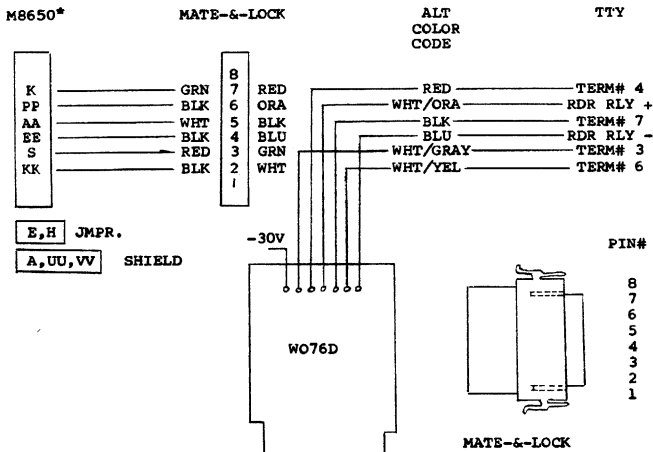 M8650* MATE-&-LOCK ALT COLOR CODE TTY
8
K GRN 7 RED RED TERM# 4
PP BLK 6 ORA WHT/ORA RDR RLY +
AA WHT 5 BLK BLK TERM# 7
EE BLK 4 BLU BLU RDR RLY -
S RED 3 GRN WHT/GRAY TERM# 3
KK BLK 2 WHT WHT/YEL TERM# 6
1
E,H JMPR.
A,UU,VV SHIELD
-30V
WO76D
PIN#
8
7
6
5
4
3
2
1
MATE-&-LOCK